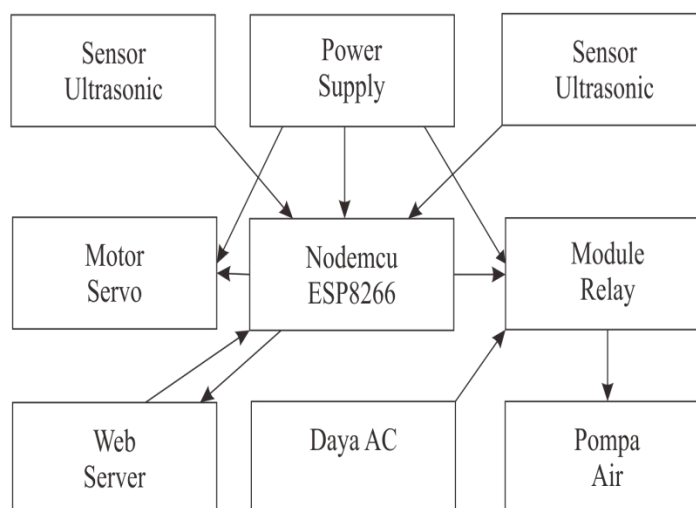 Sensor
Ultrasonic
Power
Supply
Sensor
Ultrasonic
Motor
Servo
Nodemcu
ESP8266
Module
Relay
Web
Server
Daya AC
Pompa
Air